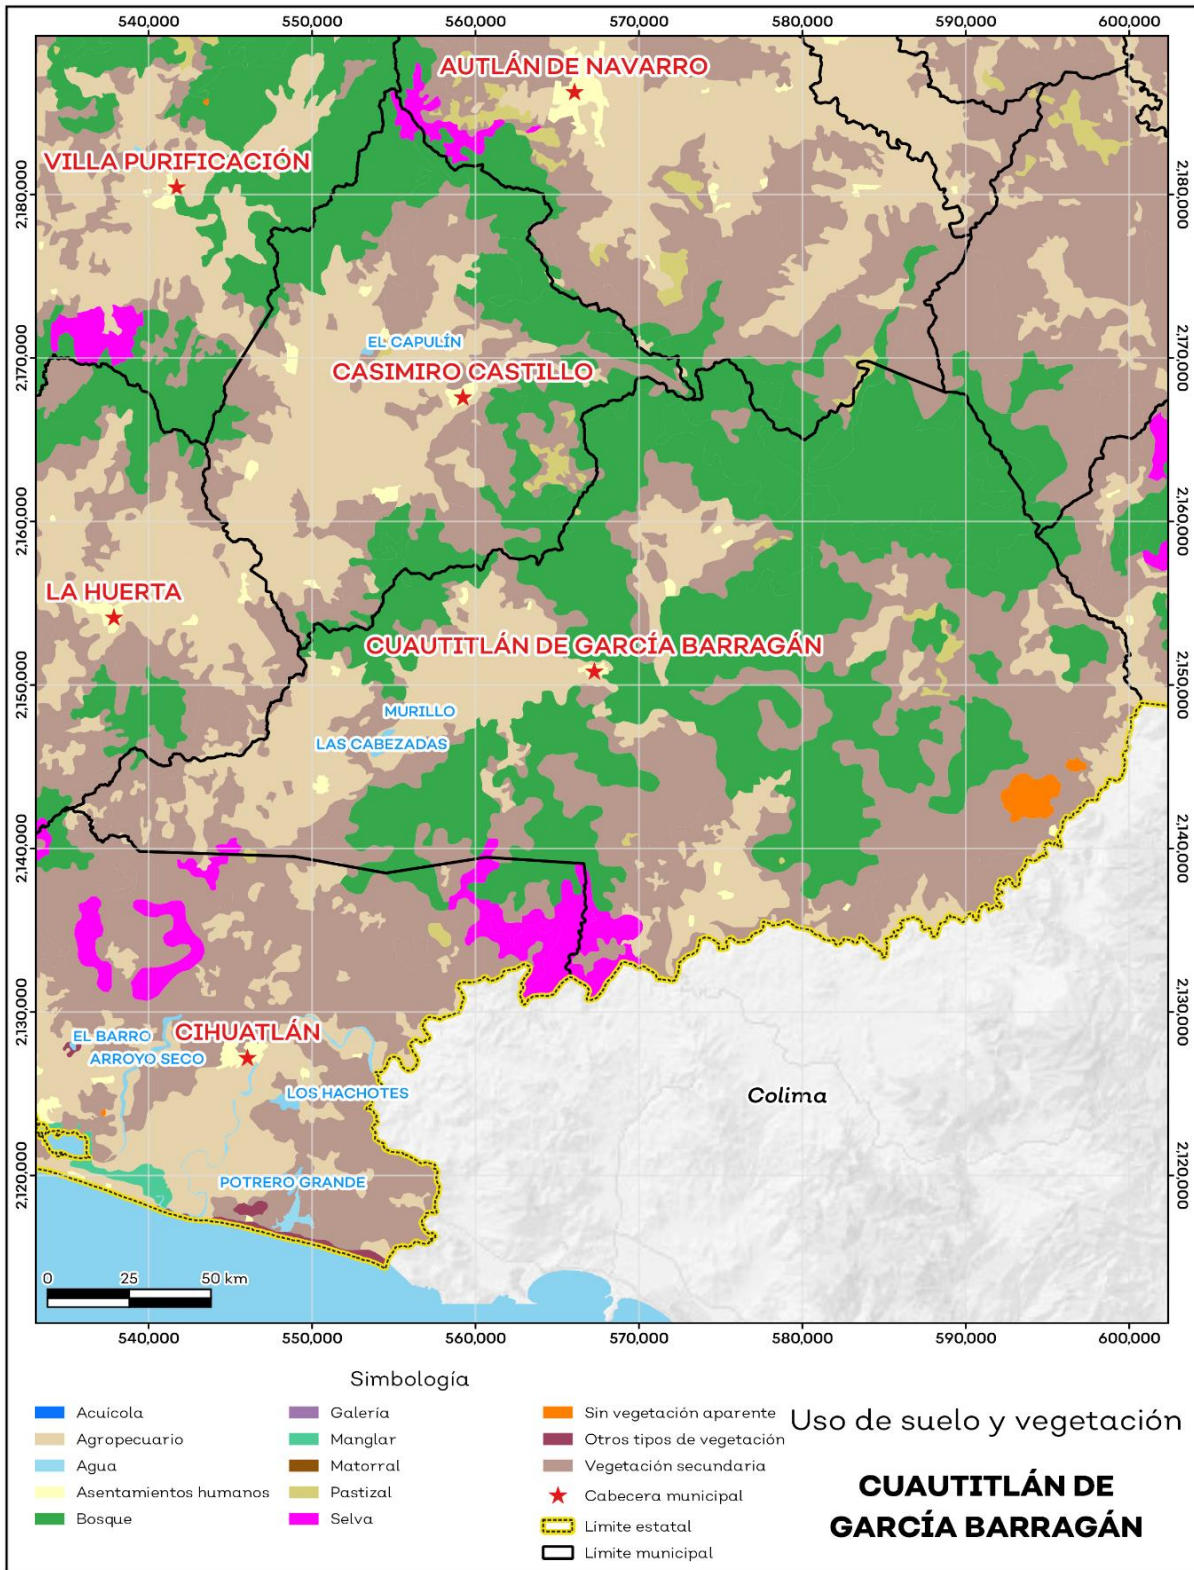 540,000 550,000 560,000 570,000 580,000 590,000 600,000
AUTLÁN DE NAVARRO
VILLA PURIFICACIÓN
2,180,000 2,180,000
EL CAPULÍN
2,170,000 2,170,000
CASIMIRO CASTILLO
2,160,000 2,160,000
LA HUERTA
CUAUTITLÁN DE GARCÍA BARRAGÁN
2,150,000 2,150,000
MURILLO
LAS CABEZADAS
2,140,000 2,140,000
2,130,000 2,130,000
CIHUATLÁN
EL BARRO
ARROYO SECO
LOS HACHOTES
Colima
2,120,000 2,120,000
POTRERO GRANDE
0 25 50 km
540,000 550,000 560,000 570,000 580,000 590,000 600,000
Simbología
Acuícola
Agropecuario
Agua
Asentamientos humanos
Bosque
Galería
Manglar
Matorral
Pastizal
Selva
Sin vegetación aparente
Otros tipos de vegetación
Vegetación secundaria
Cabecera municipal
Límite estatal
Límite municipal
Uso de suelo y vegetación
CUAUTITLÁN DE
GARCÍA BARRAGÁN